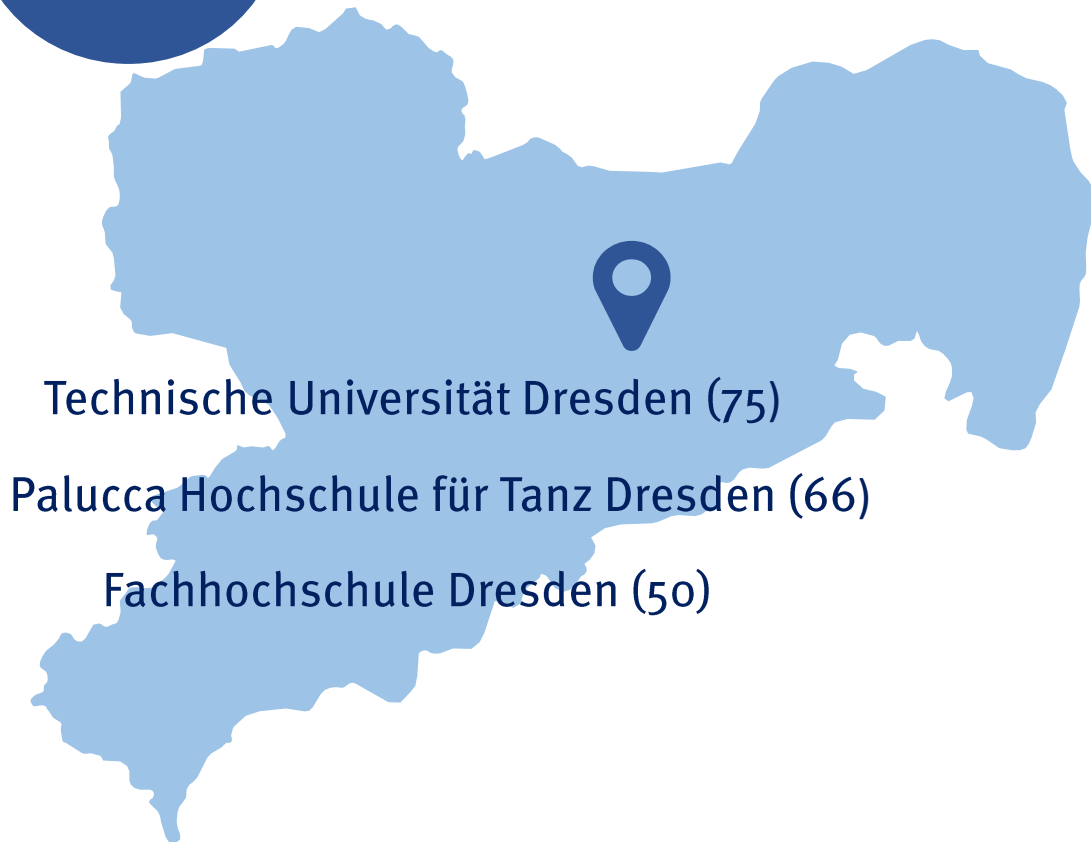 Technische Universität Dresden (75)
Palucca Hochschule für Tanz Dresden (66)
Fachhochschule Dresden (50)